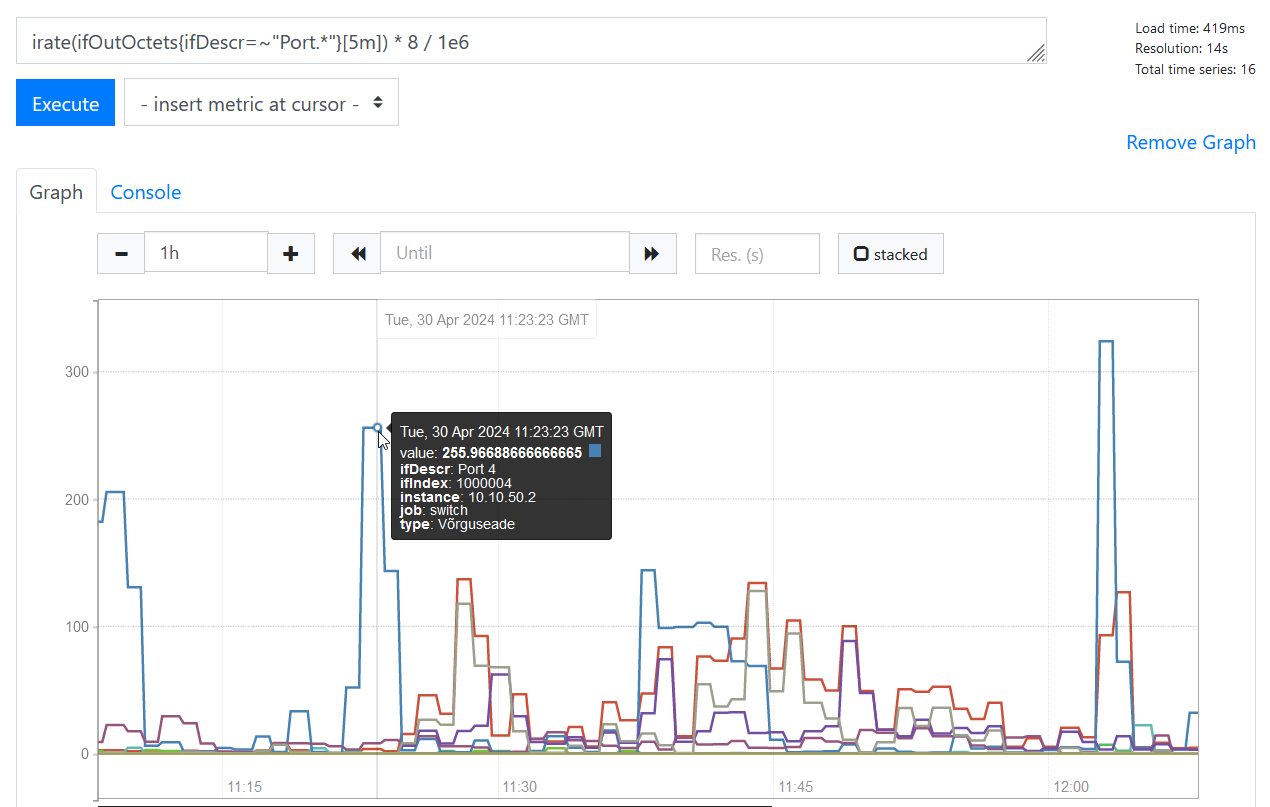 irate(ifOutOctets{ifDescr=~"Port.*"}[5m]) * 8 / 1e6
Load time: 419ms
Resolution: 14s
Total time series: 16
Execute
- insert metric at cursor -
Remove Graph
Graph
Console
1h
Until
Res. (s)
stacked
Tue, 30 Apr 2024 11:23:23 GMT
300
200
100
0
Tue, 30 Apr 2024 11:23:23 GMT
value: 255.96688666666665
ifDescr: Port 4
ifIndex: 1000004
instance: 10.10.50.2
job: switch
type: Võrguseade
11:15
11:30
11:45
12:00